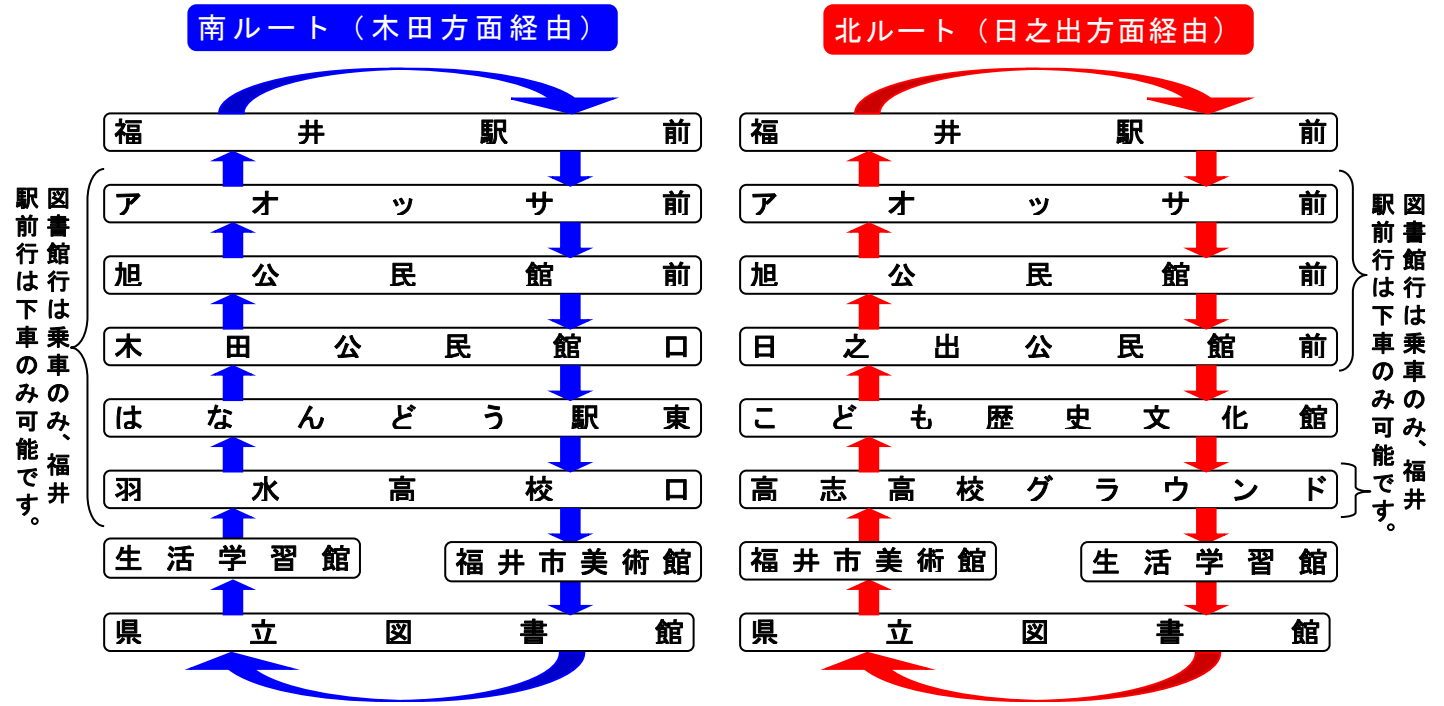 南ルート（木田方面経由）
福井駅前
アオッサ前
旭公民館前
木田公民館口
はなんどう駅東
羽水高校口
生活学習館
福井市美術館
県立図書館
図書館行は乗車のみ、福井
駅前行は下車のみ可能です。
北ルート（日之出方面経由）
福井駅前
アオッサ前
旭公民館前
日之出公民館前
こども歴史文化館
高志高校グラウンド
福井市美術館
生活学習館
県立図書館
図書館行は乗車のみ、福井
駅前行は下車のみ可能です。